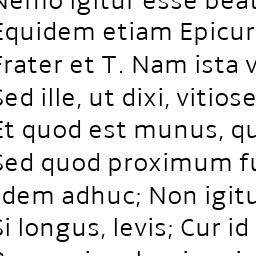 Nemo igitur esse beat
Equidem etiam Epicur
Frater et T. Nam ista v
Sed ille, ut dixi, vitiose
Et quod est munus, qu
Sed quod proximum fu
Idem adhuc; Non igitu
Si longus, levis; Cur id